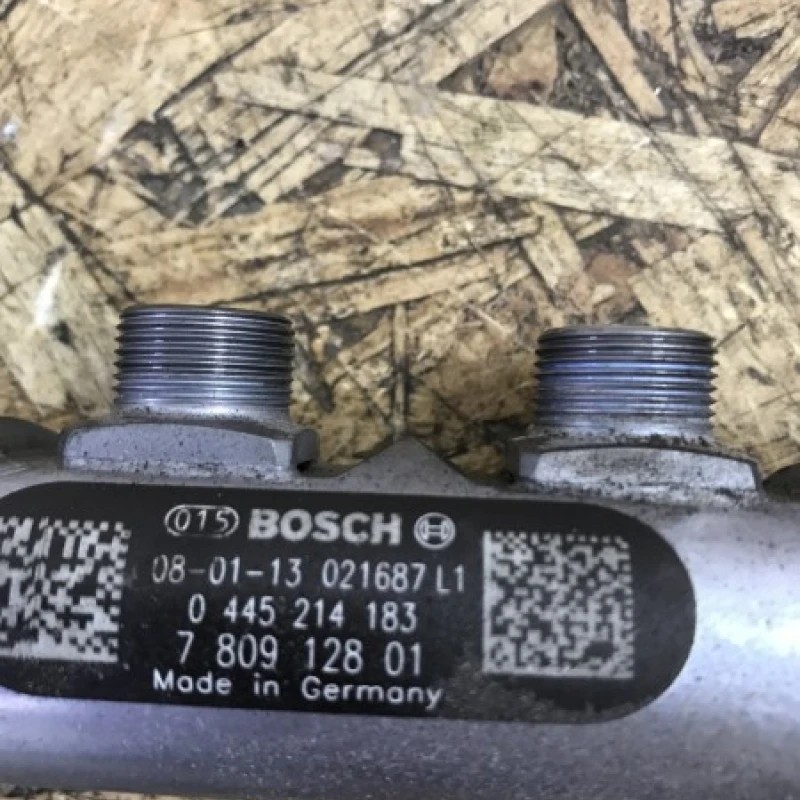 015 BOSCH
08-01-13 021687 L1
0 445 214 183
7 809 128 01
Made in Germany